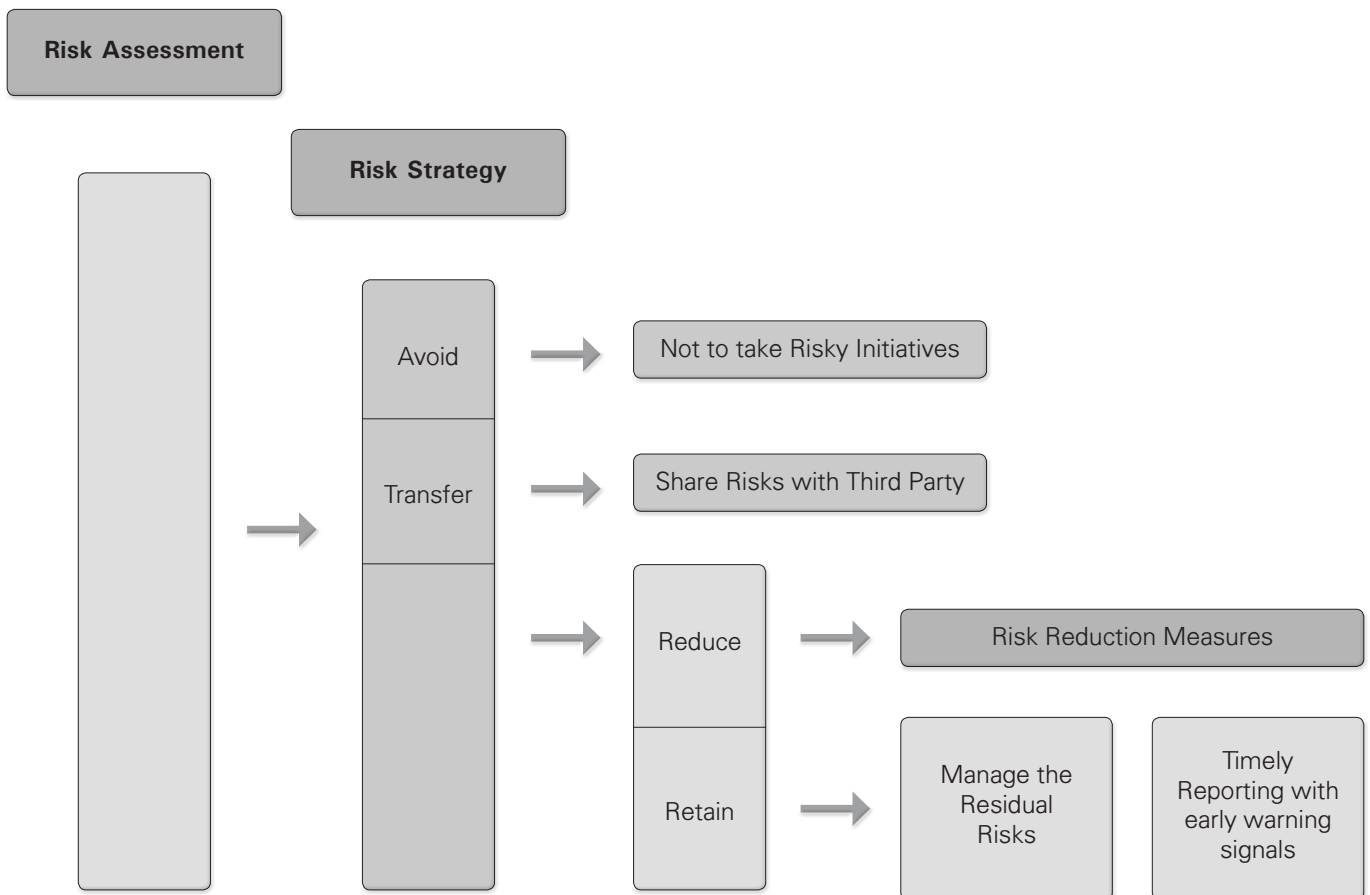 Risk Assessment
Risk Strategy
Avoid
Not to take Risky Initiatives
Transfer
Share Risks with Third Party
Reduce
Risk Reduction Measures
Retain
Manage the
Residual
Risks
Timely
Reporting with
early warning
signals